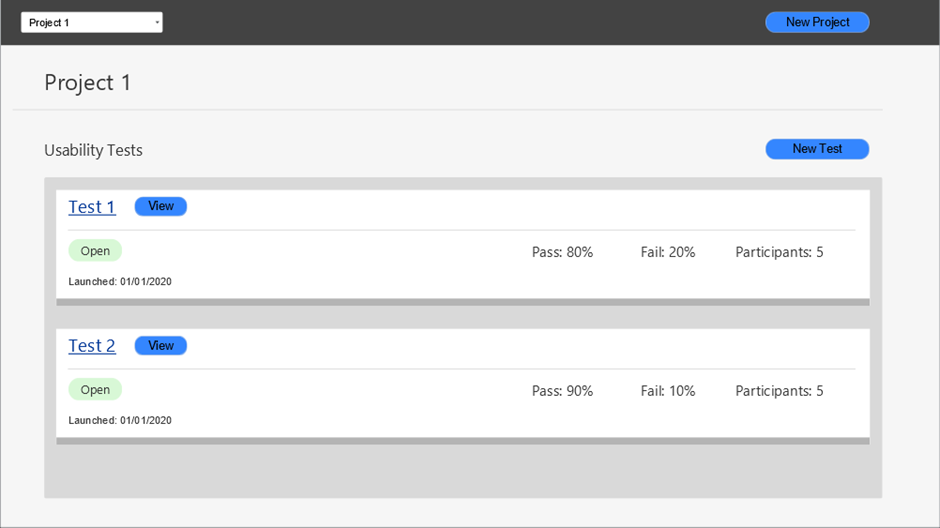 Project 1
New Project
Project 1
Usability Tests
New Test
Test 1
View
Open
Pass: 80%
Fail: 20%
Participants: 5
Launched: 01/01/2020
Test 2
View
Open
Pass: 90%
Fail: 10%
Participants: 5
Launched: 01/01/2020